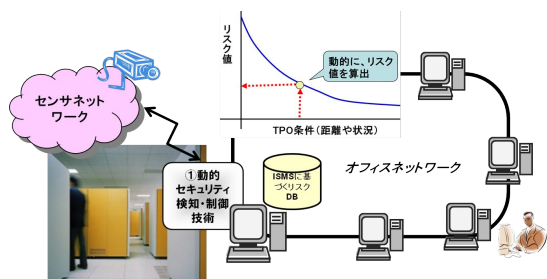 リスク値
動的に、リスク
値を算出
TPO条件(距離や状況)
センサネット
ワーク
①動的
セキュリティ
検知・制御
技術
ISMSに基
づくリスク
DB
オフィスネットワーク